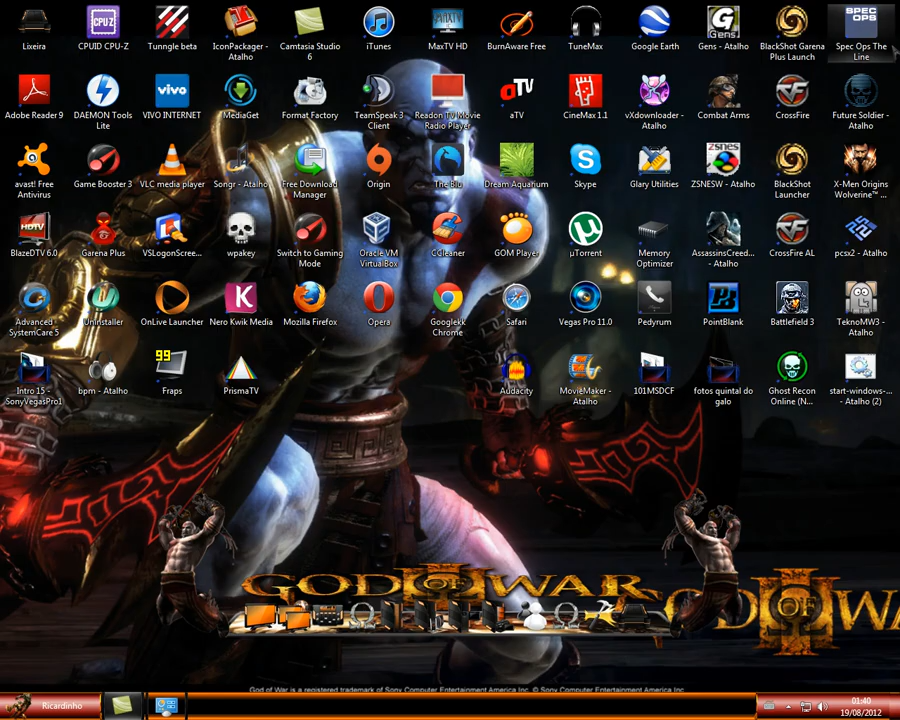 Lixeira
CPUID CPU-Z
Tunngle beta
IconPackager -
Atalho
Camtasia Studio
6
iTunes
MaxTV HD
BurnAware Free
TuneMax
Google Earth
Gens - Atalho
BlackShot Garena
Plus Launch
SPEC
OPS
Spec Ops The
Line
Adobe Reader 9
DAEMON Tools
Lite
vivo
VIVO INTERNET
MediaGet
Format Factory
TeamSpeak 3
Client
Readon TV Movie
Radio Player
aTV
aTV
CineMax 1.1
vXdownloader -
Atalho
Combat Arms
CrossFire
Future Soldier -
Atalho
avast! Free
Antivirus
Game Booster 3
VLC media player
Songr - Atalho
Free Download
Manager
Origin
The Blu
Dream Aquarium
Skype
Glary Utilities
ZSNES
ZSNESW - Atalho
BlackShot
Launcher
X-Men Origins
Wolverine™ ...
HDTV
BlazeDTV 6.0
Garena Plus
VSLogonScree...
wpakey
Switch to Gaming
Mode
Oracle VM
VirtualBox
CCleaner
GOM Player
µTorrent
Memory
Optimizer
AssassinsCreed...
- Atalho
CrossFire AL
pcsx2 - Atalho
Advanced
SystemCare 5
Uninstaller
OnLive Launcher
Nero Kwik Media
Mozilla Firefox
Opera
Googlekk
Chrome
Safari
Vegas Pro 11.0
Pedyrum
PointBlank
Battlefield 3
TeknoMW3 -
Atalho
Intro 15 -
SonyVegasPro1
bpm - Atalho
99
Fraps
PrismaTV
Audacity
MovieMaker -
Atalho
101MSDCF
fotos quintal do
galo
Ghost Recon
Online (N...
start-windows-...
- Atalho (2)
GOD OF WAR
GOD OF WA
God of War is a registered trademark of Sony Computer Entertainment America Inc. © Sony Computer Entertainment America Inc.
Ricardinho
01:40
19/08/2012